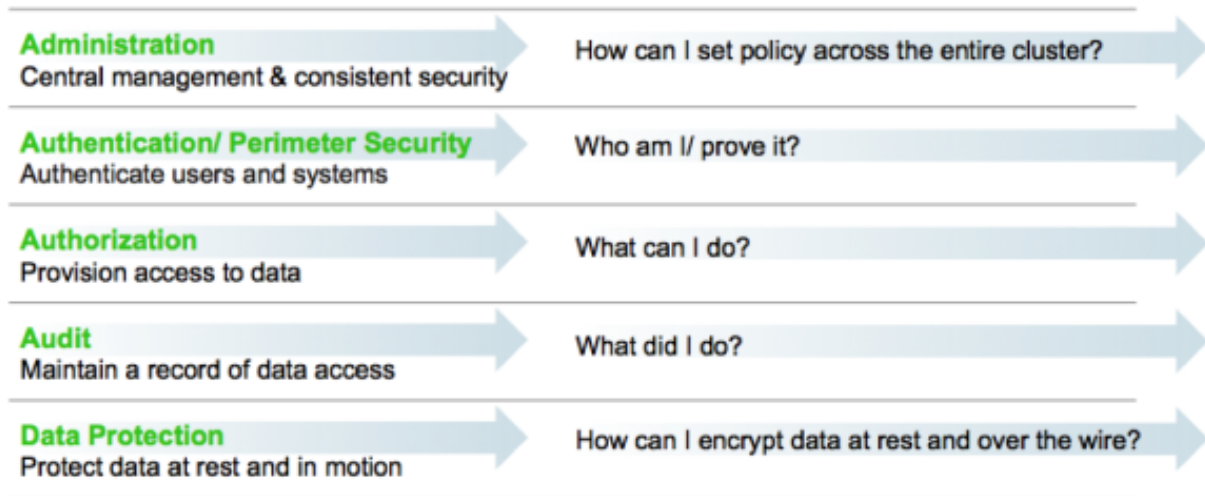 Administration
How can I set policy across the entire cluster?
Central management & consistent security
Authentication/ Perimeter Security
Who am I/ prove it?
Authenticate users and systems
Authorization
What can I do?
Provision access to data
Audit
What did I do?
Maintain a record of data access
Data Protection
How can I encrypt data at rest and over the wire?
Protect data at rest and in motion